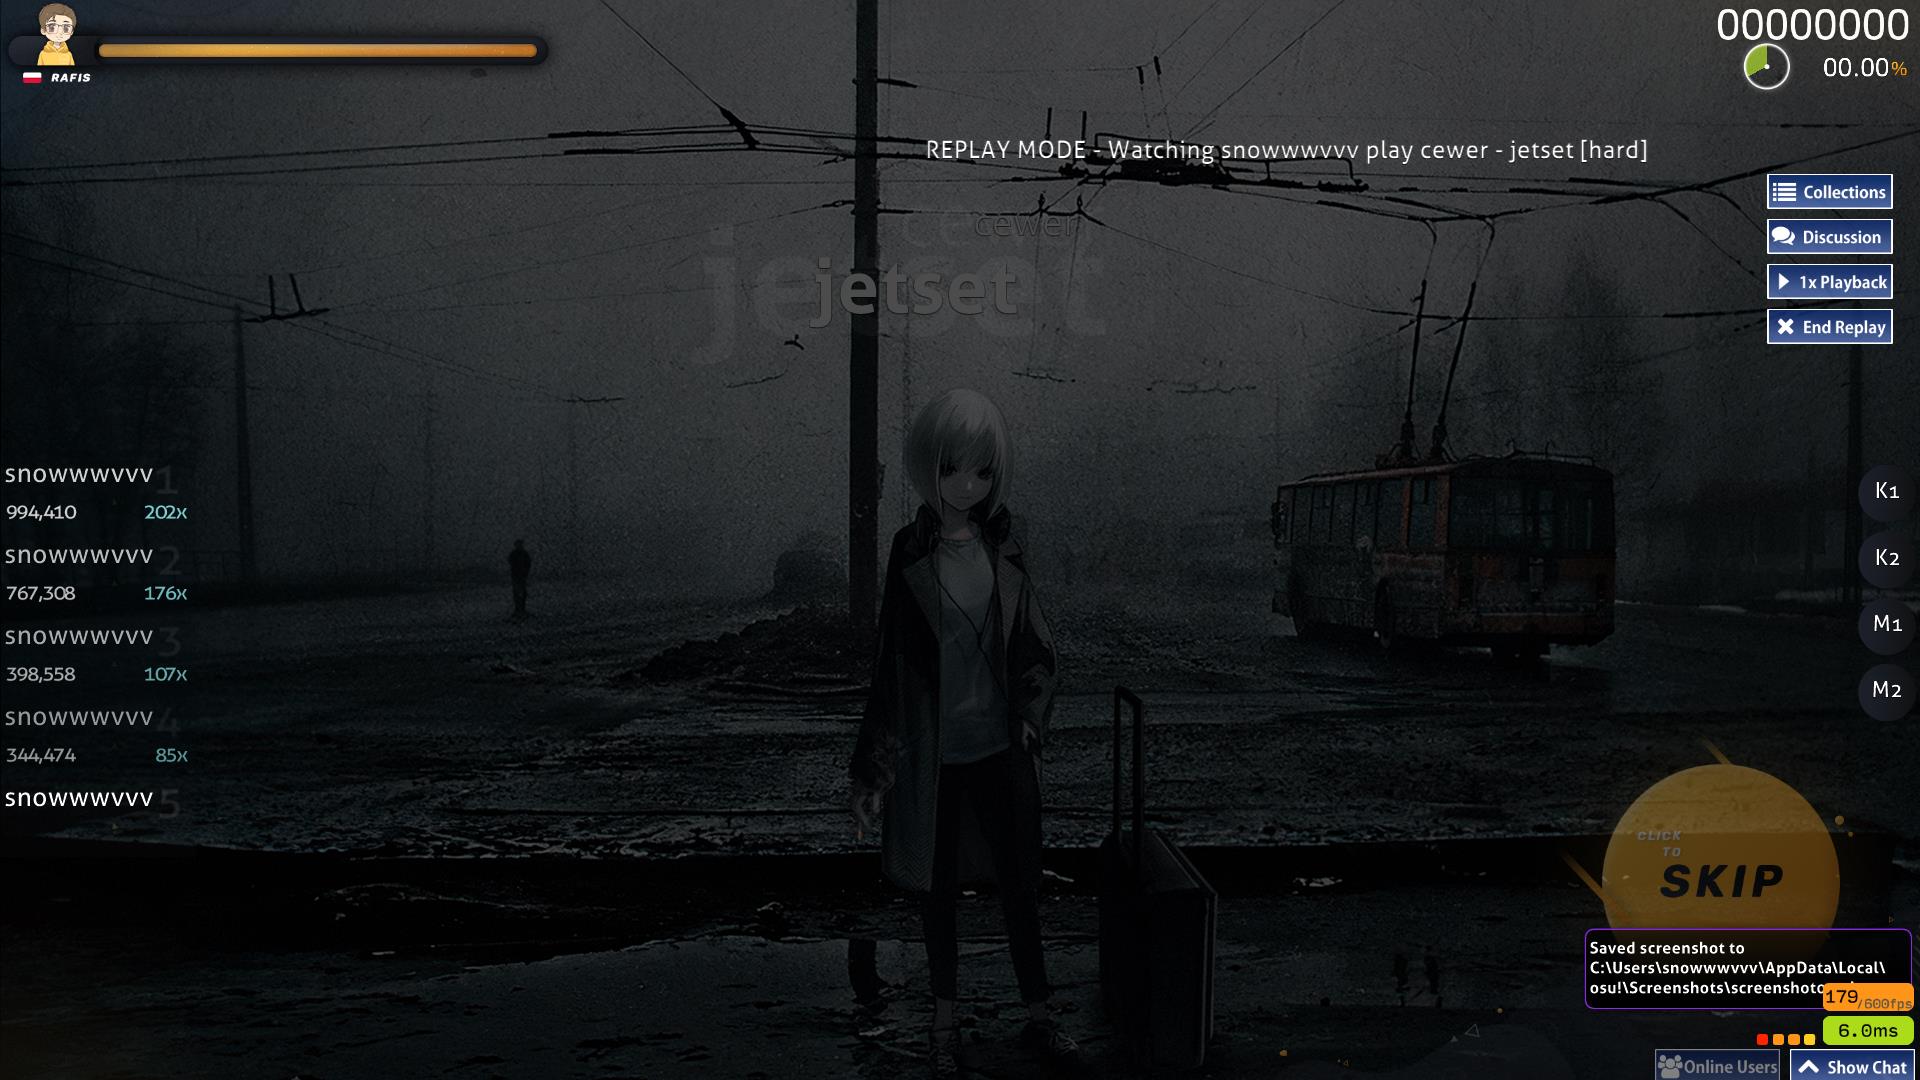 RAFIS
00000000
00.00%
REPLAY MODE - Watching snowwwvvv play cewer - jetset [hard]
Collections
Discussion
1x Playback
End Replay
cewer
jetset
snowwwvvv 1
994,410 202x
snowwwvvv 2
767,308 176x
snowwwvvv 3
398,558 107x
snowwwvvv 4
344,474 85x
snowwwvvv 5
K1
K2
M1
M2
CLICK
TO
SKIP
Saved screenshot to
C:\Users\snowwwvvv\AppData\Local\
osu!\Screenshots\screenshot
179/600fps
6.0ms
Online Users
Show Chat